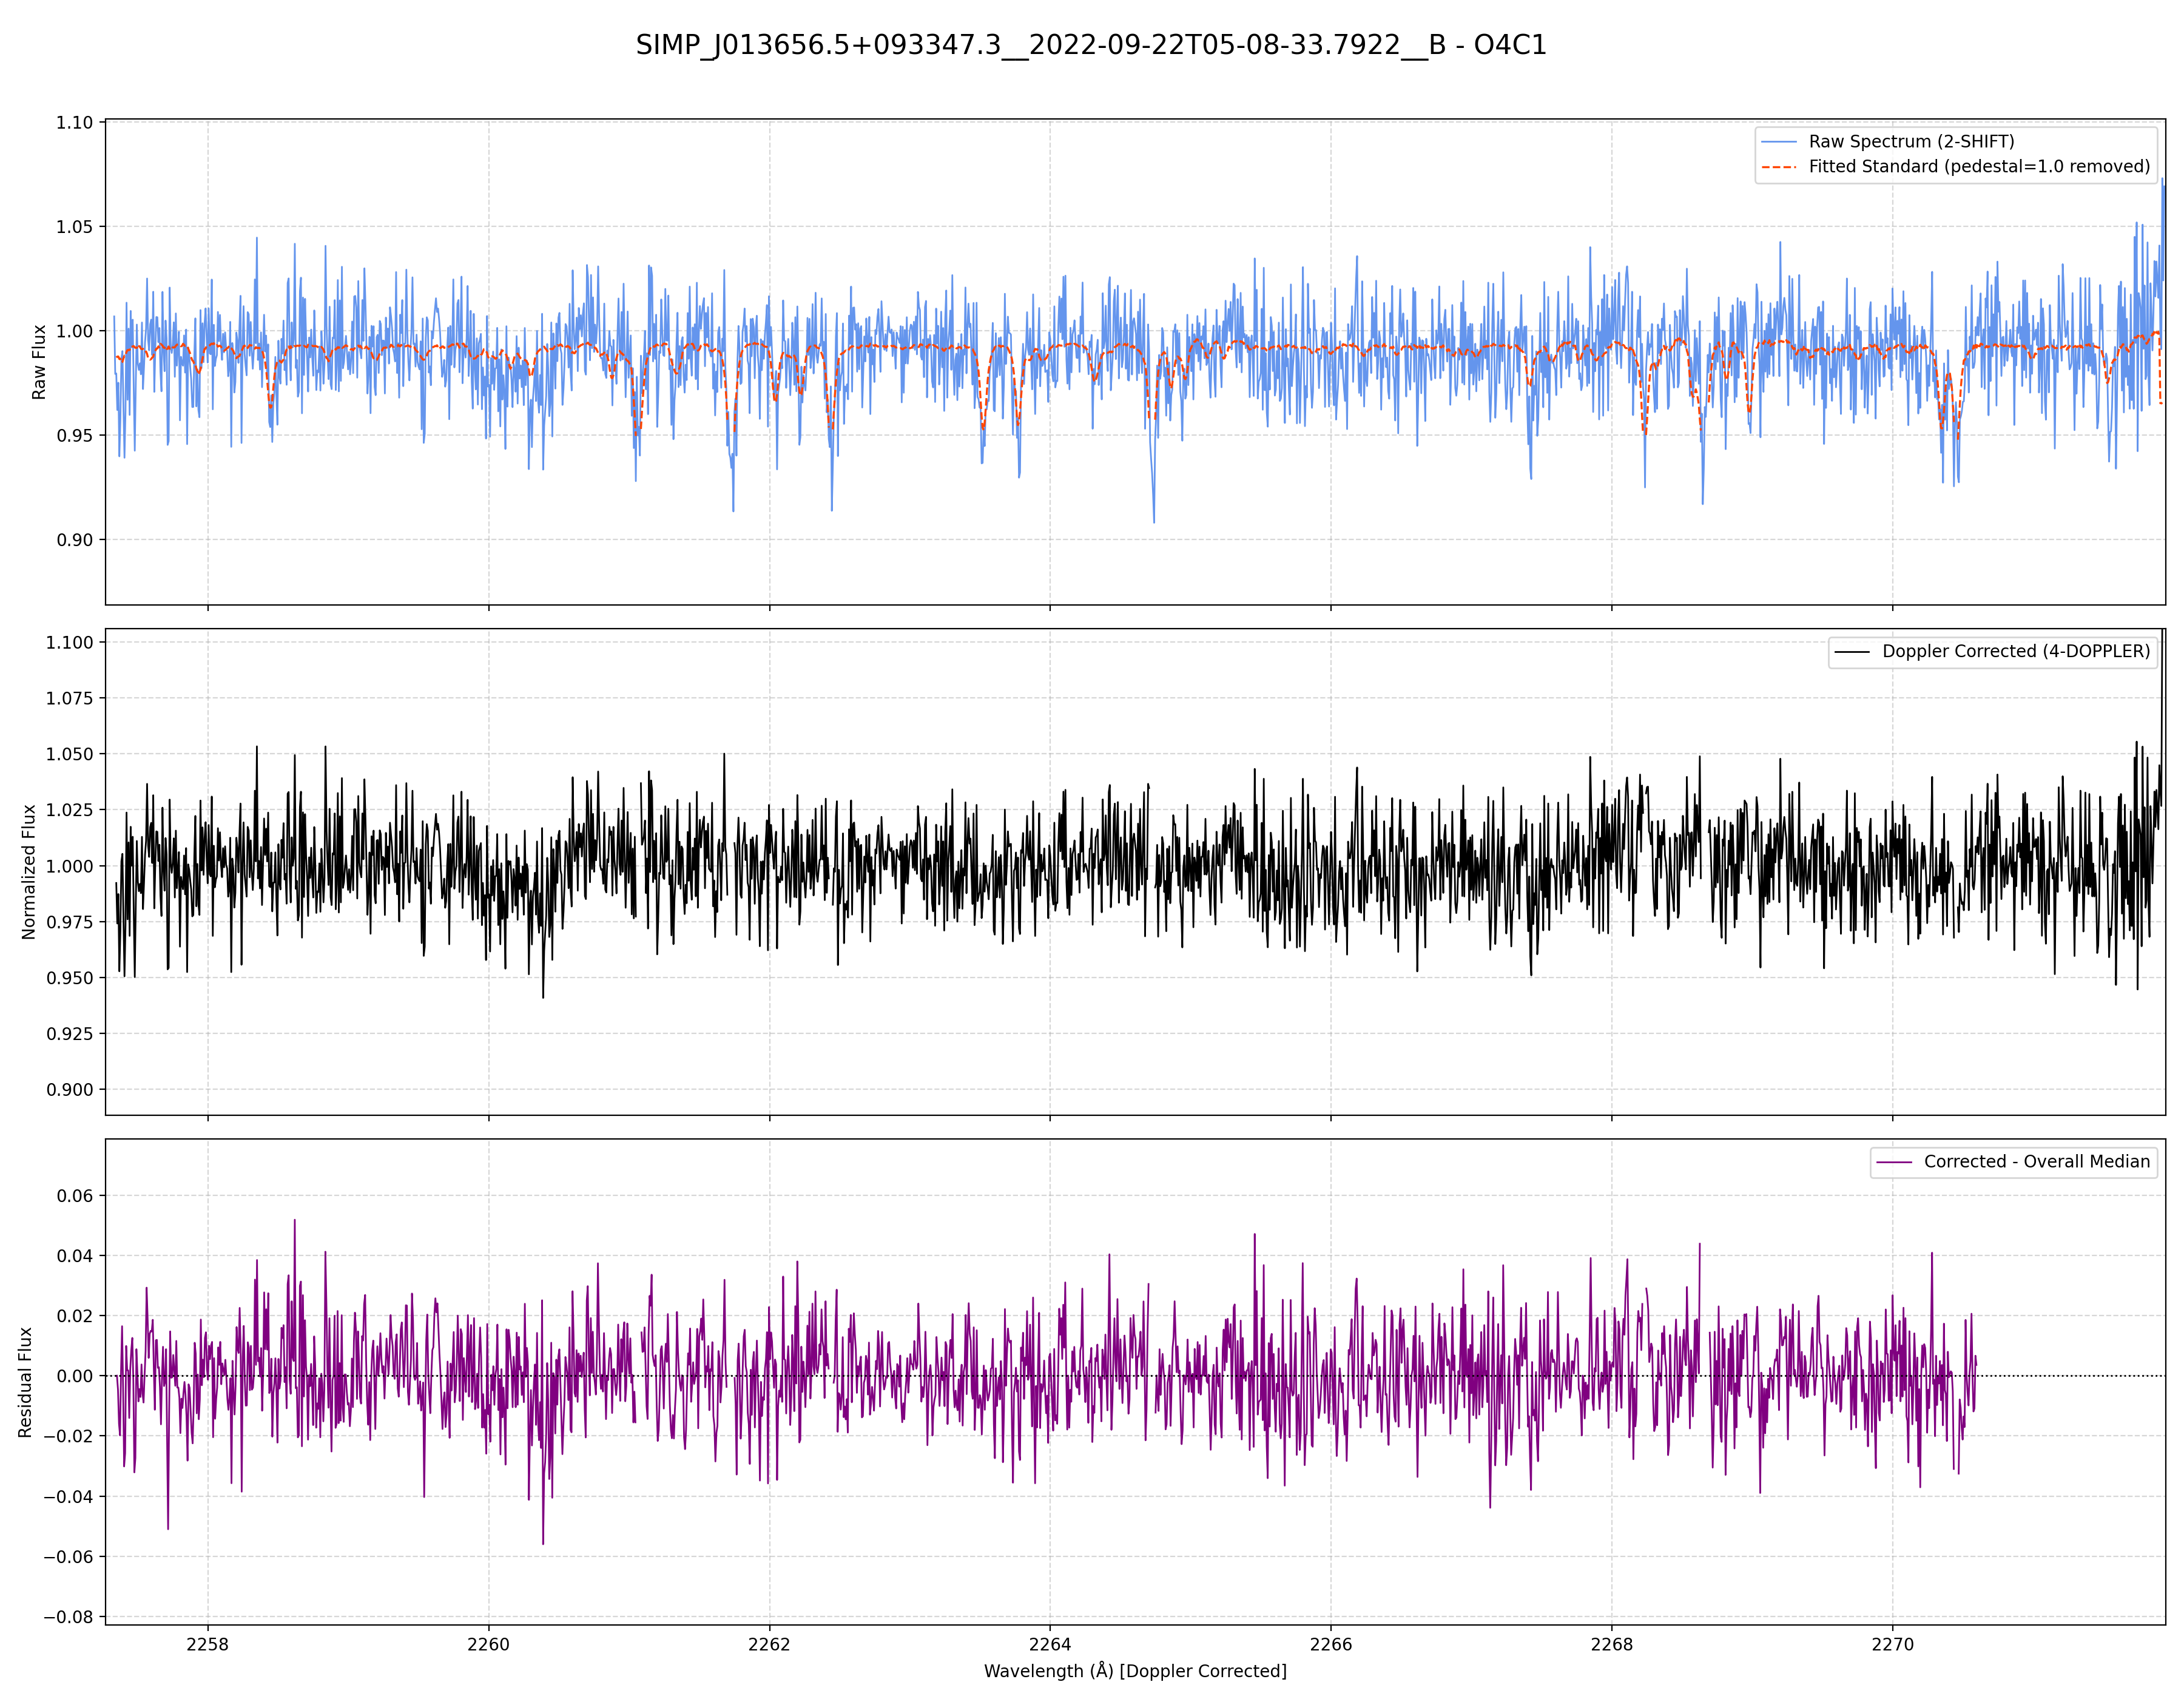 SIMP_J013656.5+093347.3__2022-09-22T05-08-33.7922__B - O4C1
Raw Flux
1.10
1.05
1.00
0.95
0.90
Raw Spectrum (2-SHIFT)
Fitted Standard (pedestal=1.0 removed)
Normalized Flux
1.100
1.075
1.050
1.025
1.000
0.975
0.950
0.925
0.900
Doppler Corrected (4-DOPPLER)
Residual Flux
0.06
0.04
0.02
0.00
−0.02
−0.04
−0.06
−0.08
Corrected - Overall Median
2258 2260 2262 2264 2266 2268 2270
Wavelength (Å) [Doppler Corrected]